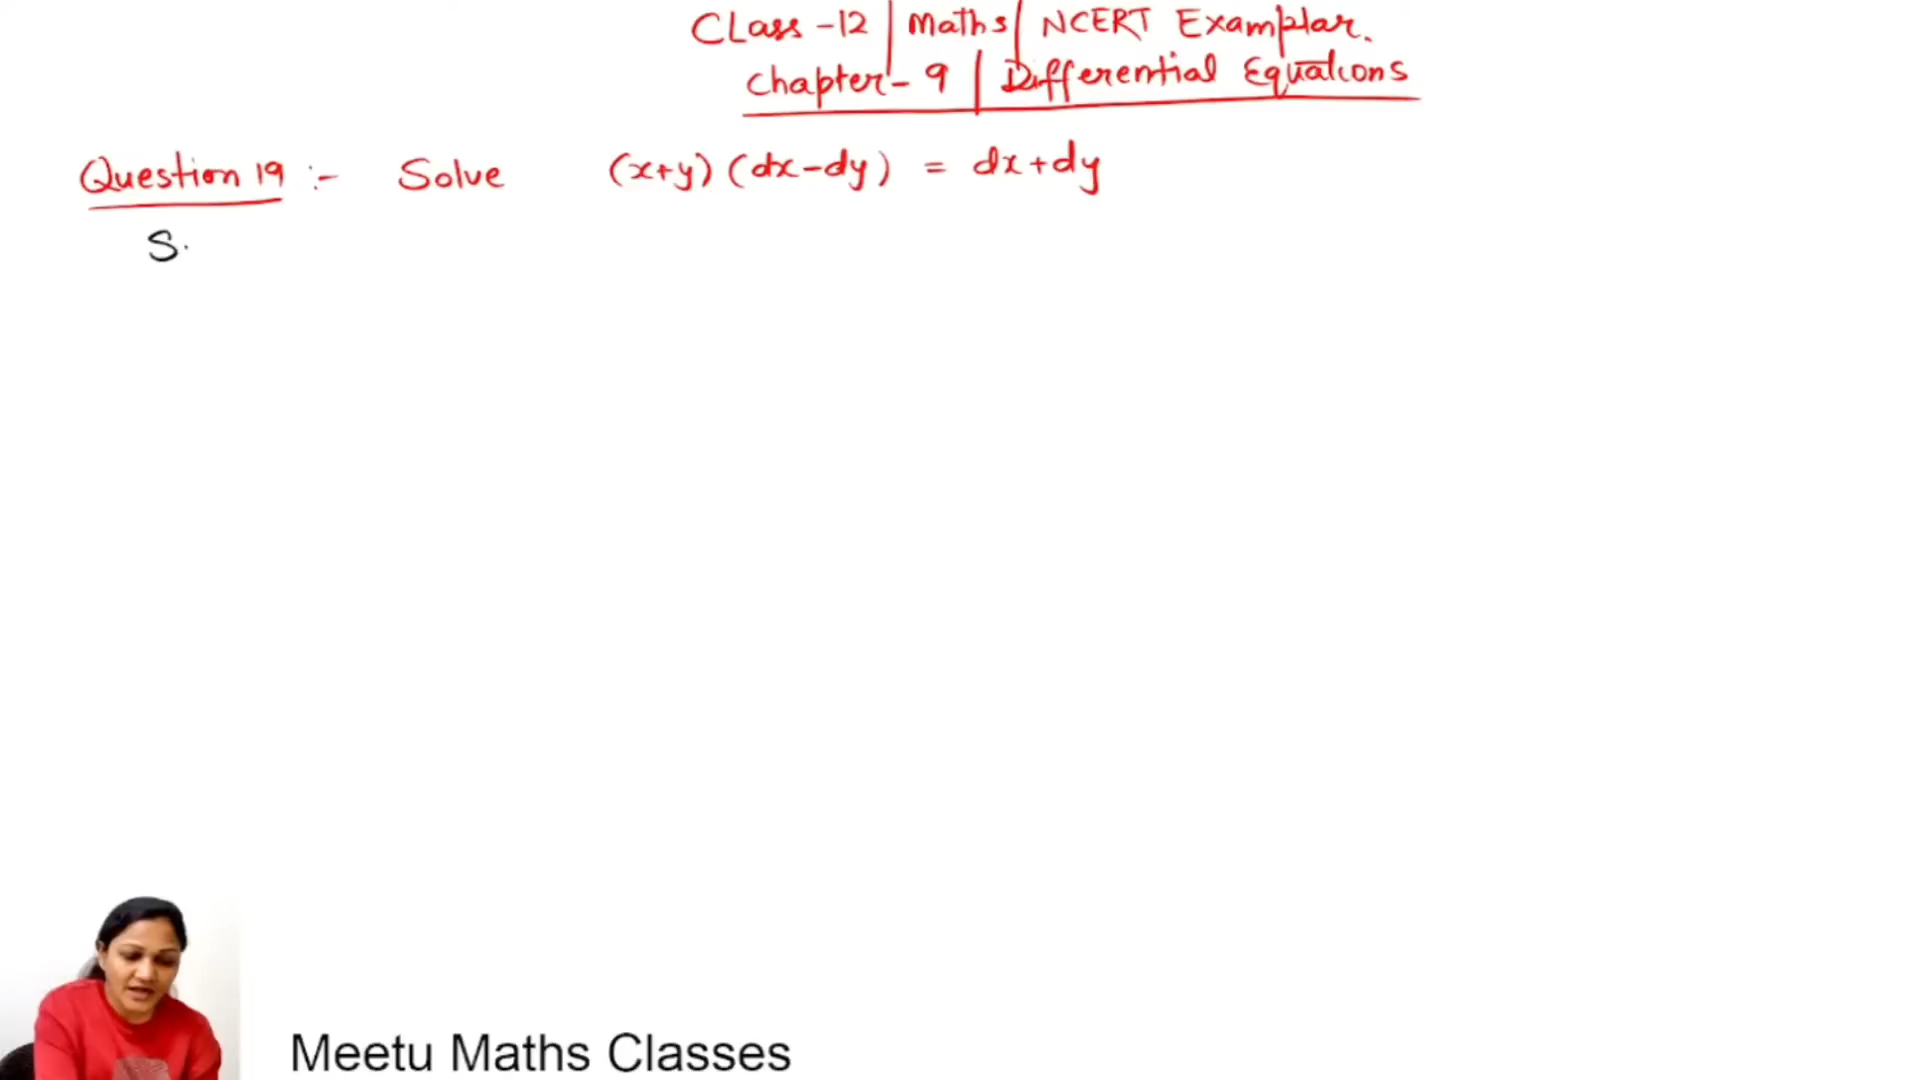 CLass - 12 | Maths | NCERT Examplar.
Chapter - 9 | Differential Equations
Question 19 :- Solve (x+y) (dx-dy) = dx+dy
S.
Meetu Maths Classes